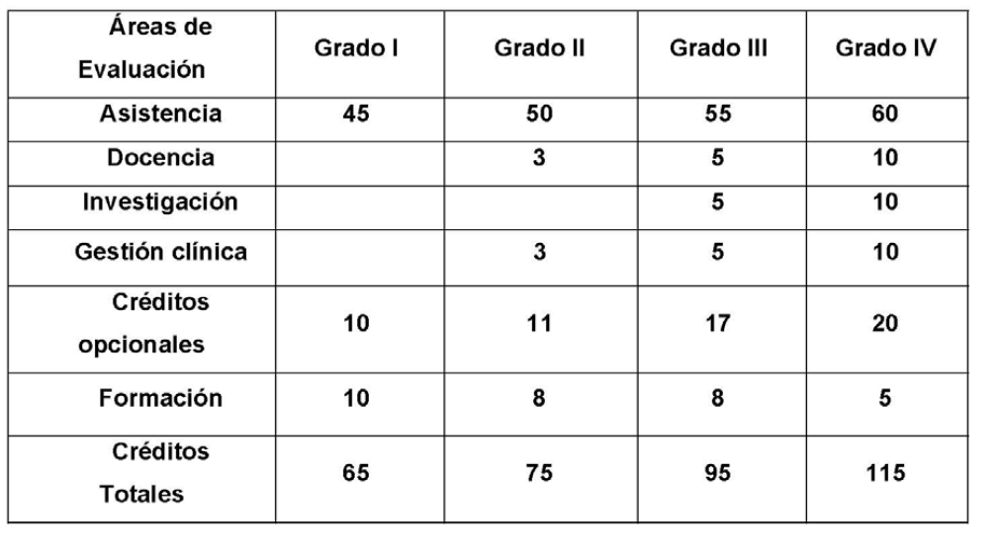 Áreas de
Evaluación
Grado I
Grado II
Grado III
Grado IV
Asistencia 45 50 55 60
Docencia 3 5 10
Investigación 5 10
Gestión clínica 3 5 10
Créditos
opcionales
10 11 17 20
Formación 10 8 8 5
Créditos
Totales
65 75 95 115